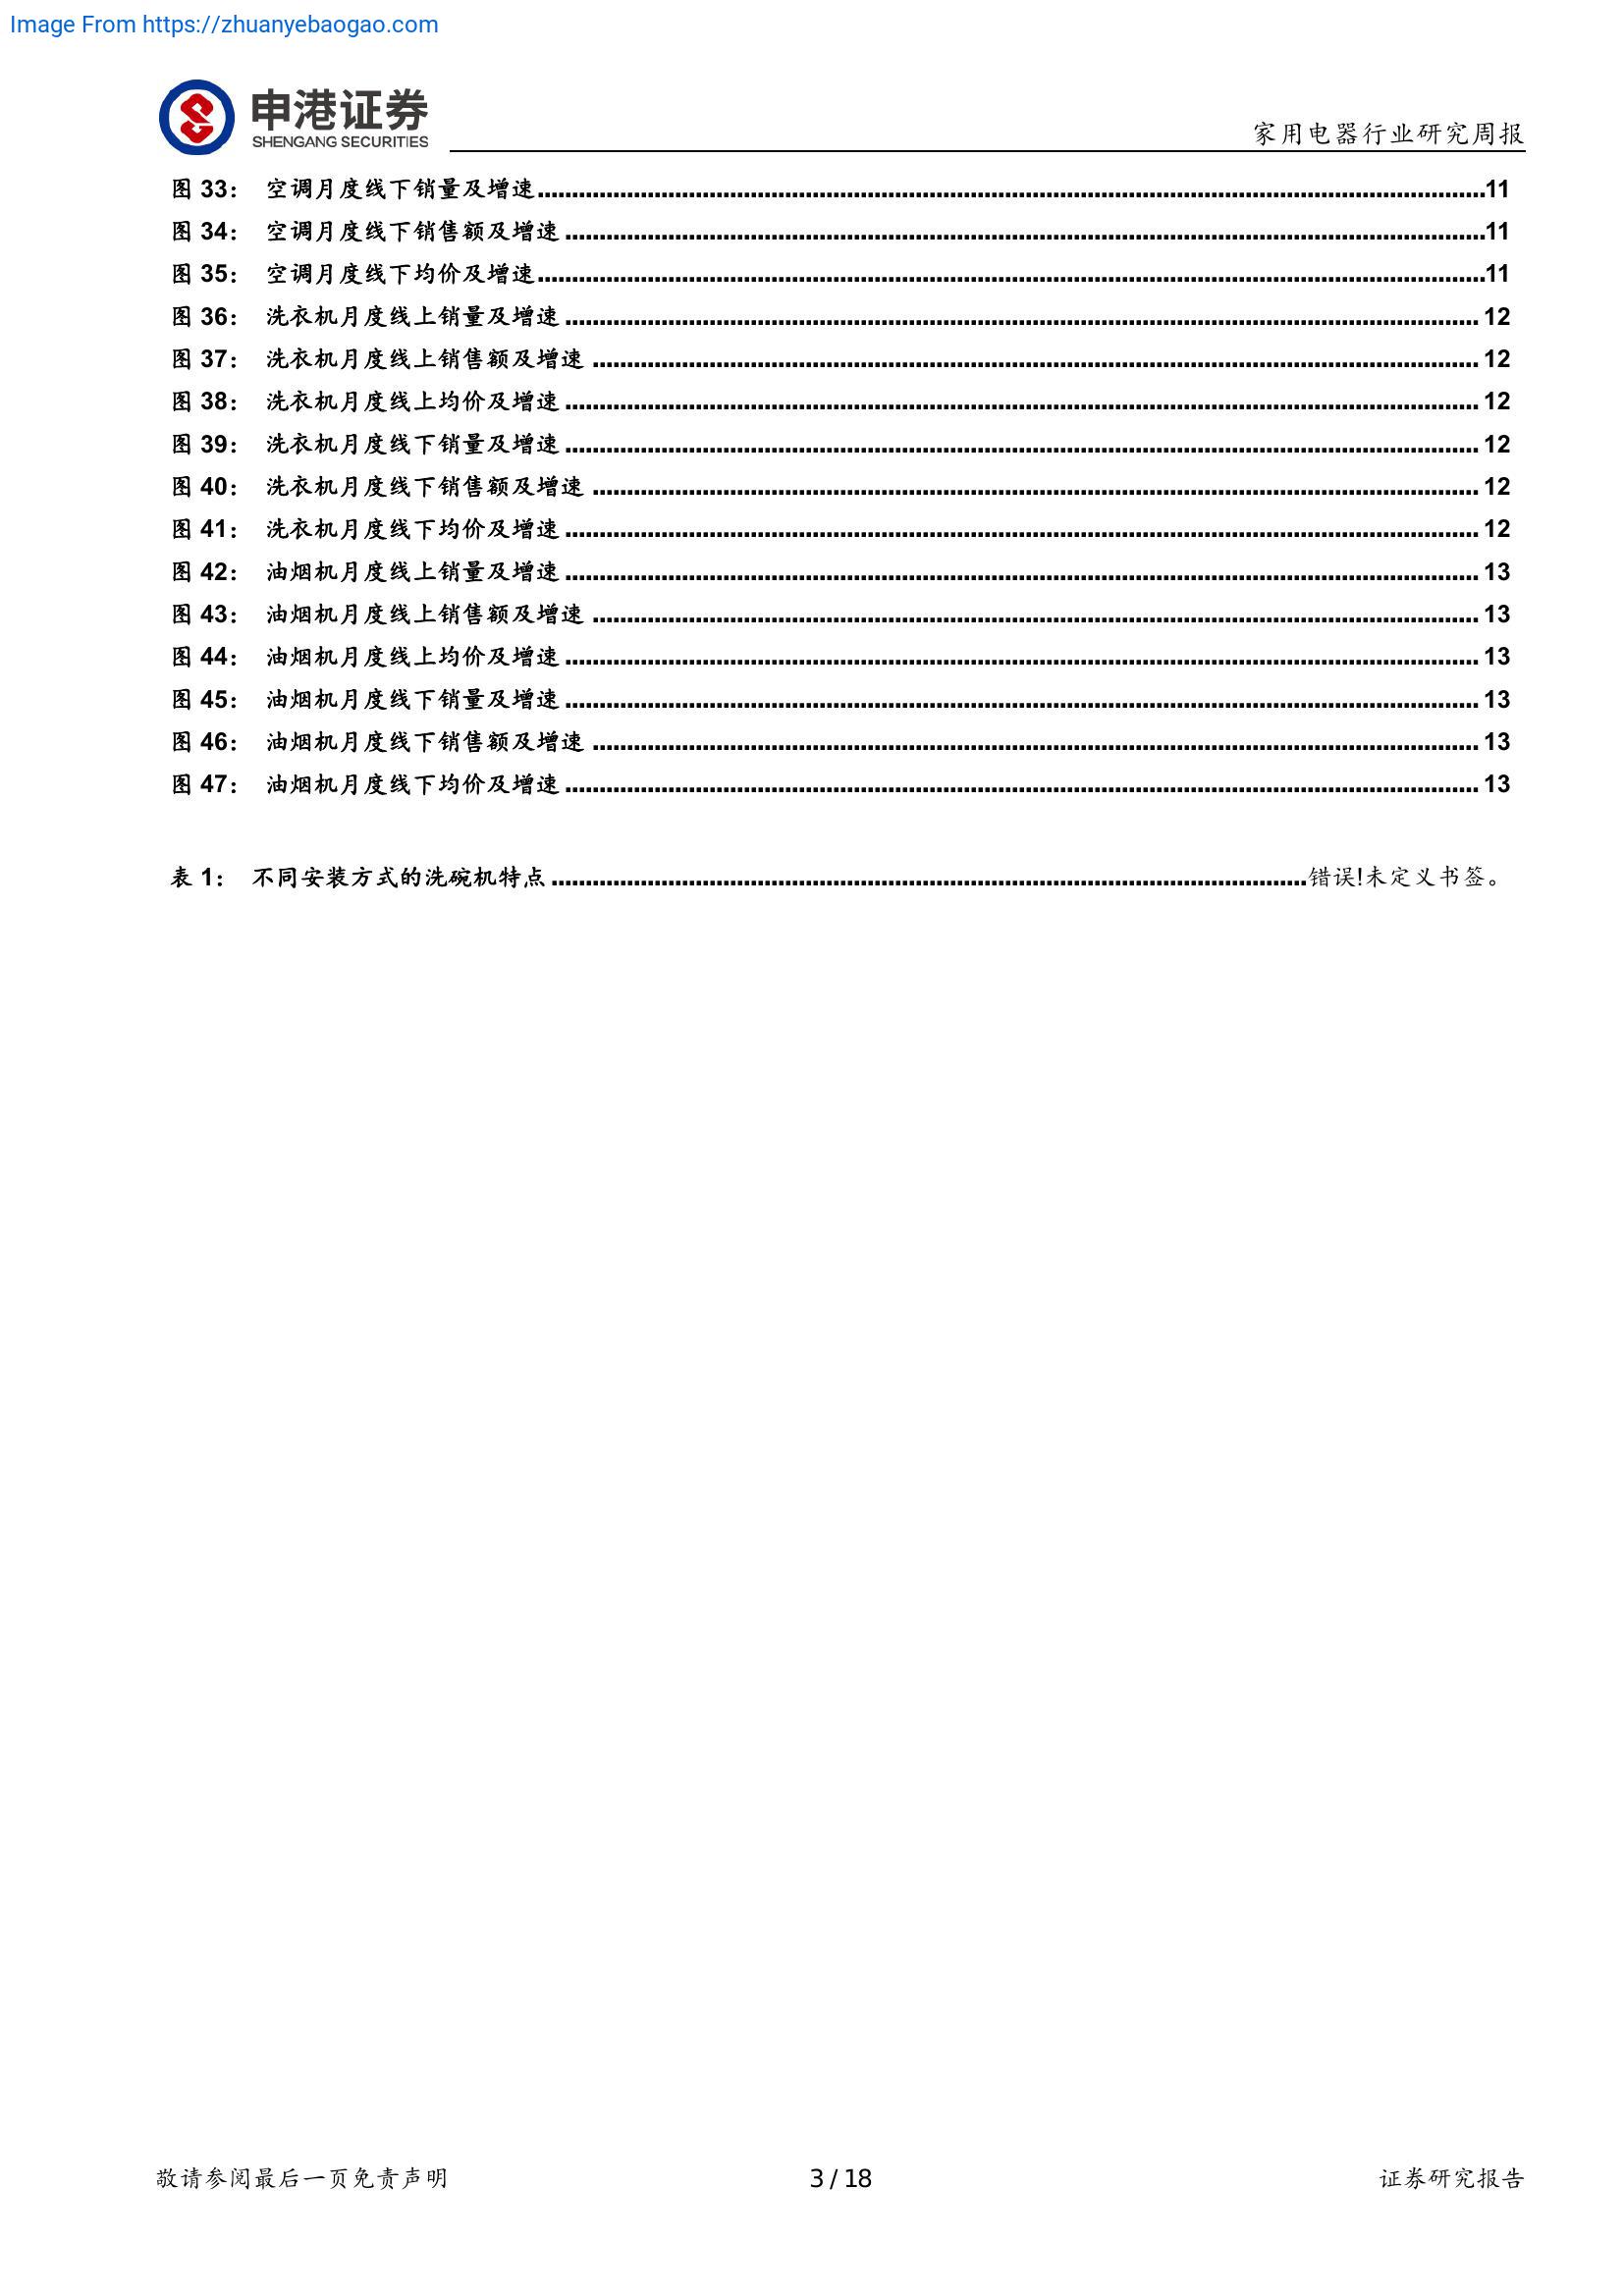 Image From https://zhuanyebaogao.com
申港证券
SHENGANG SECURITIES
家用电器行业研究周报
图 33： 空调月度线下销量及增速 11
图 34： 空调月度线下销售额及增速 11
图 35： 空调月度线下均价及增速 11
图 36： 洗衣机月度线上销量及增速 12
图 37： 洗衣机月度线上销售额及增速 12
图 38： 洗衣机月度线上均价及增速 12
图 39： 洗衣机月度线下销量及增速 12
图 40： 洗衣机月度线下销售额及增速 12
图 41： 洗衣机月度线下均价及增速 12
图 42： 油烟机月度线上销量及增速 13
图 43： 油烟机月度线上销售额及增速 13
图 44： 油烟机月度线上均价及增速 13
图 45： 油烟机月度线下销量及增速 13
图 46： 油烟机月度线下销售额及增速 13
图 47： 油烟机月度线下均价及增速 13
表 1： 不同安装方式的洗碗机特点 错误!未定义书签。
敬请参阅最后一页免责声明 3 / 18 证券研究报告